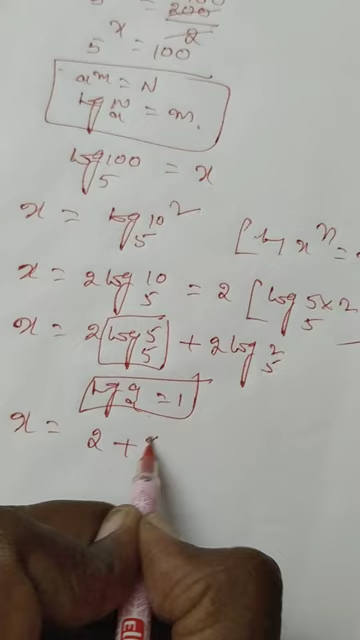 200
2
5^x = 100
a^m = N
log_a N = m.
log_5 100 = x
x = log_5 10^2
[log x^n =
x = 2 log_5 10 = 2 [log_5 5×2
x = 2 log_5 5 + 2 log_5 2
log_a a = 1
x = 2 +